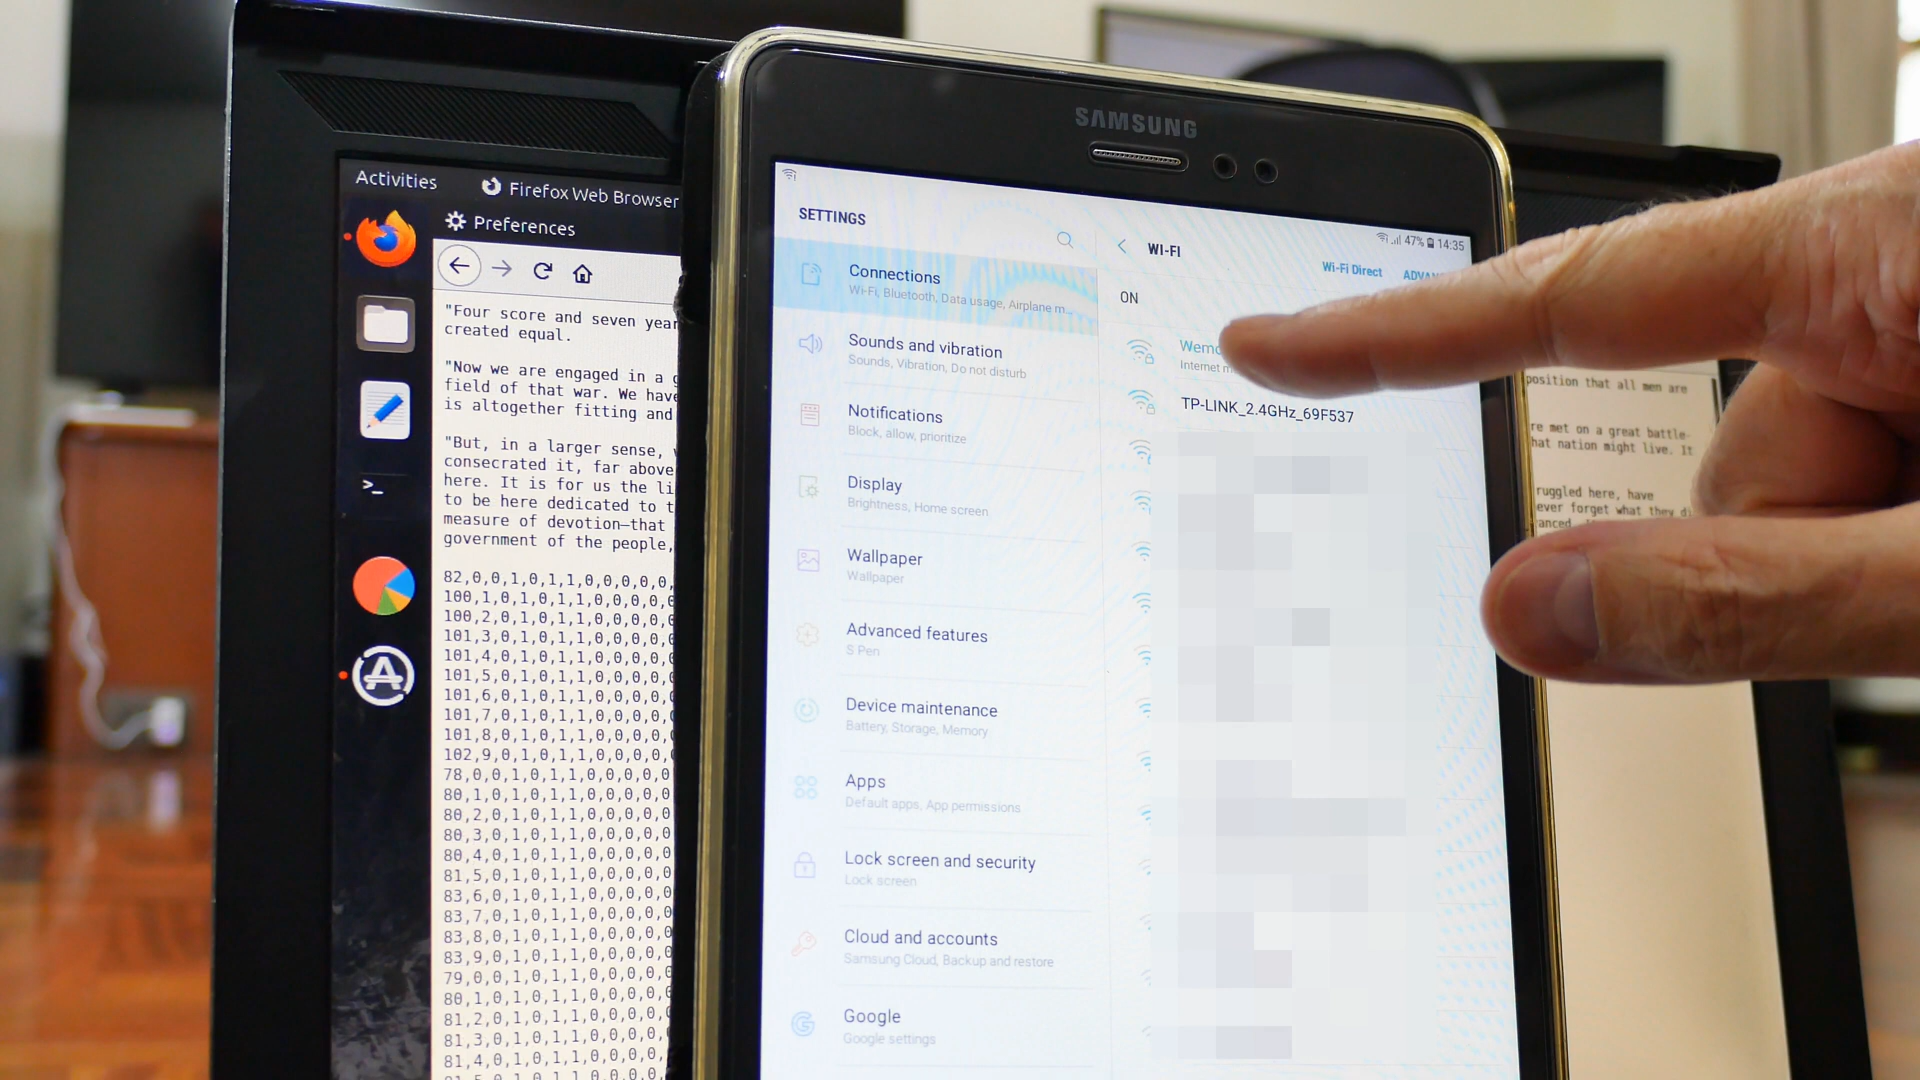 Activities
Firefox Web Browser
Preferences
"Four score and seven year
created equal.
"Now we are engaged in a g
field of that war. We have
is altogether fitting and
"But, in a larger sense,
consecrated it, far above
here. It is for us the li
to be here dedicated to t
measure of devotion—that
government of the people,
82,0,0,1,0,1,1,0,0,0,0,0,
100,1,0,1,0,1,1,0,0,0,0,0
100,2,0,1,0,1,1,0,0,0,0,0
101,3,0,1,0,1,1,0,0,0,0,0
101,4,0,1,0,1,1,0,0,0,0,0
101,5,0,1,0,1,1,0,0,0,0,0
101,6,0,1,0,1,1,0,0,0,0,0
101,7,0,1,0,1,1,0,0,0,0,0
101,8,0,1,0,1,1,0,0,0,0,0
102,9,0,1,0,1,1,0,0,0,0,0
78,0,0,1,0,1,1,0,0,0,0,0
80,1,0,1,0,1,1,0,0,0,0,0
80,2,0,1,0,1,1,0,0,0,0,0
80,3,0,1,0,1,1,0,0,0,0,0
80,4,0,1,0,1,1,0,0,0,0,0
81,5,0,1,0,1,1,0,0,0,0,0
83,6,0,1,0,1,1,0,0,0,0,0
83,7,0,1,0,1,1,0,0,0,0,0
83,8,0,1,0,1,1,0,0,0,0,0
83,9,0,1,0,1,1,0,0,0,0,0
79,0,0,1,0,1,1,0,0,0,0,0
80,1,0,1,0,1,1,0,0,0,0,0
81,2,0,1,0,1,1,0,0,0,0,0
81,3,0,1,0,1,1,0,0,0,0,0
81,4,0,1,0,1,1,0,0,0,0,0
SAMSUNG
47% 14:35
SETTINGS
Connections
Wi-Fi, Bluetooth, Data usage, Airplane m...
Sounds and vibration
Sounds, Vibration, Do not disturb
Notifications
Block, allow, prioritize
Display
Brightness, Home screen
Wallpaper
Wallpaper
Advanced features
S Pen
Device maintenance
Battery, Storage, Memory
Apps
Default apps, App permissions
Lock screen and security
Lock screen
Cloud and accounts
Samsung Cloud, Backup and restore
Google
Google settings
WI-FI
Wi-Fi Direct ADVAN
ON
Wemo
Internet m
TP-LINK_2.4GHz_69F537
position that all men are
re met on a great battle-
hat nation might live. It
ruggled here, have
ever forget what they di
anced.